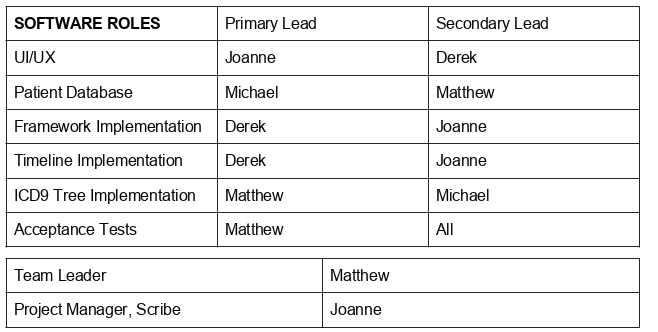 SOFTWARE ROLES Primary Lead Secondary Lead
UI/UX Joanne Derek
Patient Database Michael Matthew
Framework Implementation Derek Joanne
Timeline Implementation Derek Joanne
ICD9 Tree Implementation Matthew Michael
Acceptance Tests Matthew All
Team Leader Matthew
Project Manager, Scribe Joanne